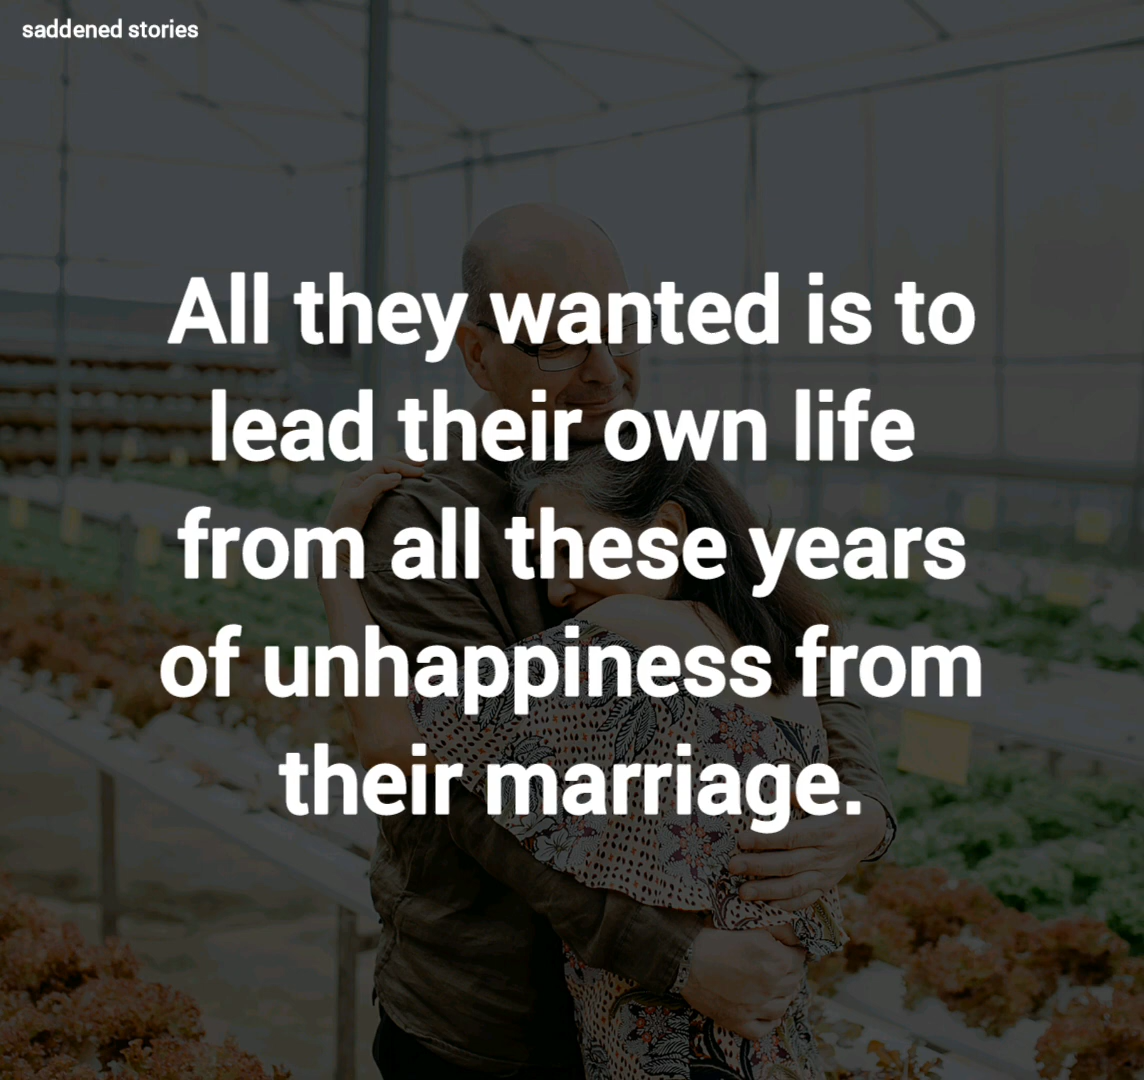 saddened stories
All they wanted is to
lead their own life
from all these years
of unhappiness from
their marriage.